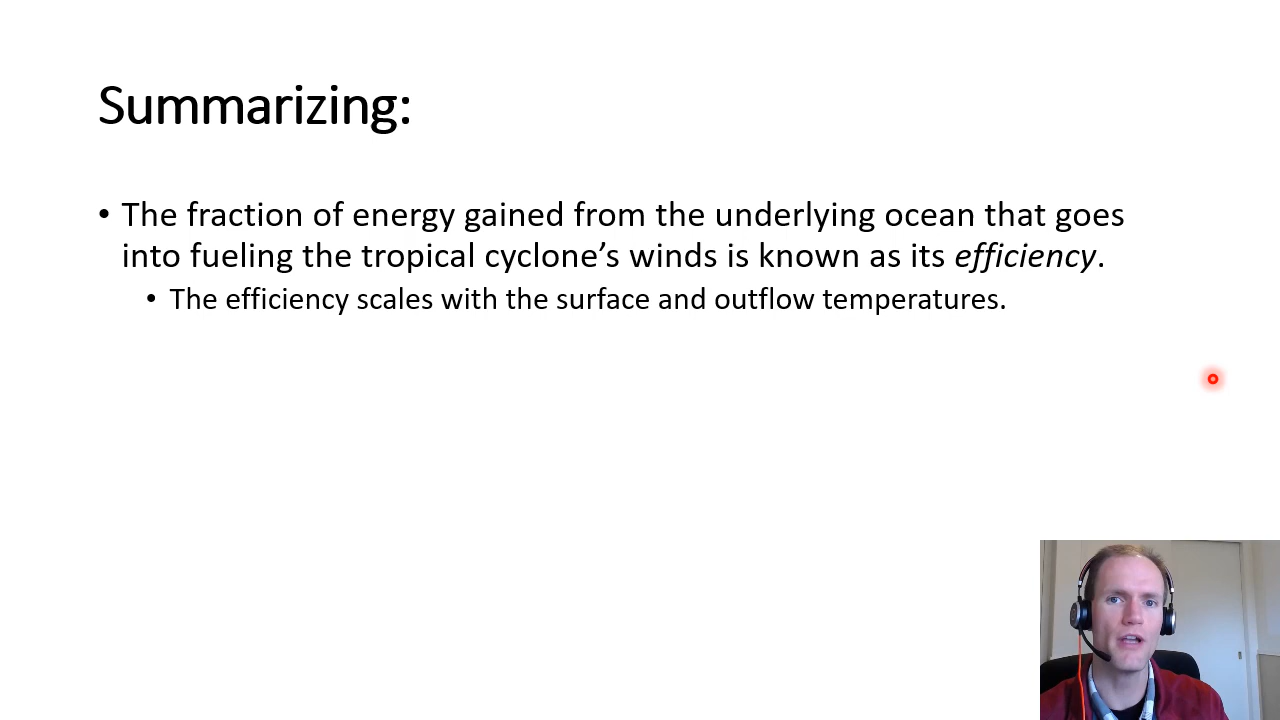 Summarizing:
• The fraction of energy gained from the underlying ocean that goes
into fueling the tropical cyclone’s winds is known as its efficiency.
• The efficiency scales with the surface and outflow temperatures.